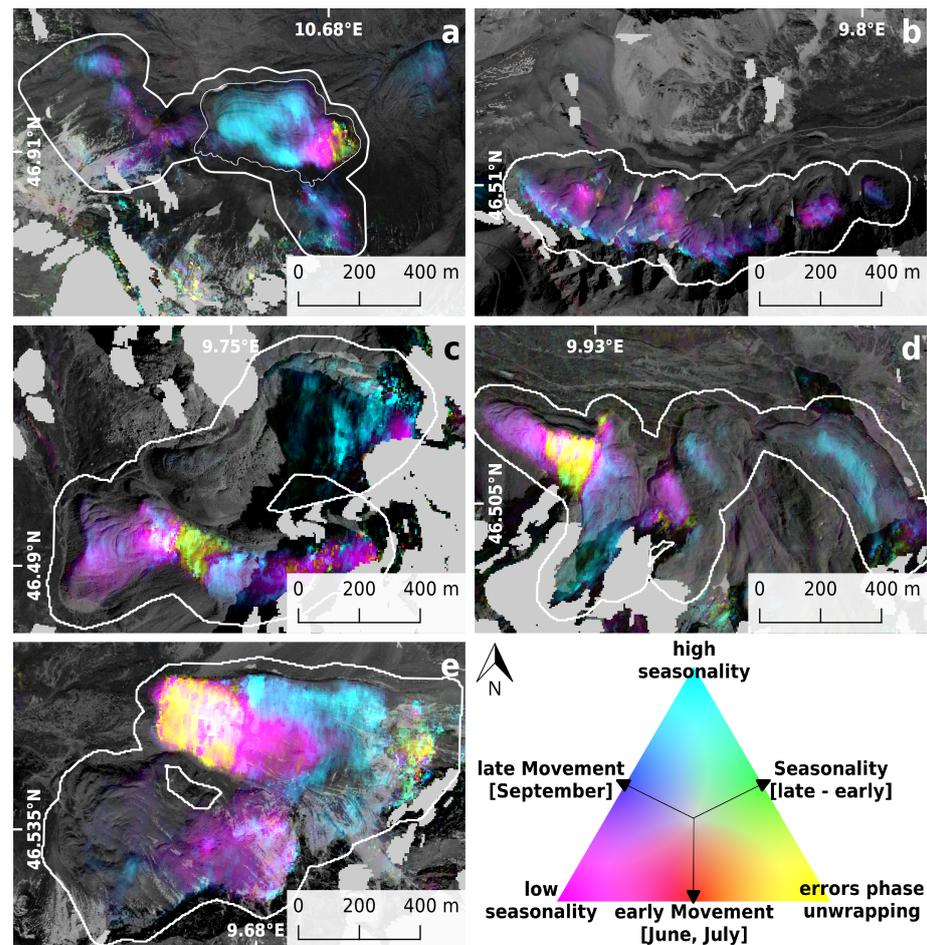 10.68°E
a
46.91°N
0 200 400 m
9.8°E
b
46.51°N
0 200 400 m
9.75°E
c
46.49°N
0 200 400 m
9.93°E
d
46.505°N
0 200 400 m
e
46.535°N
9.68°E
0 200 400 m
N
high
seasonality
late Movement
[September]
Seasonality
[late - early]
low
seasonality
early Movement
[June, July]
errors phase
unwrapping